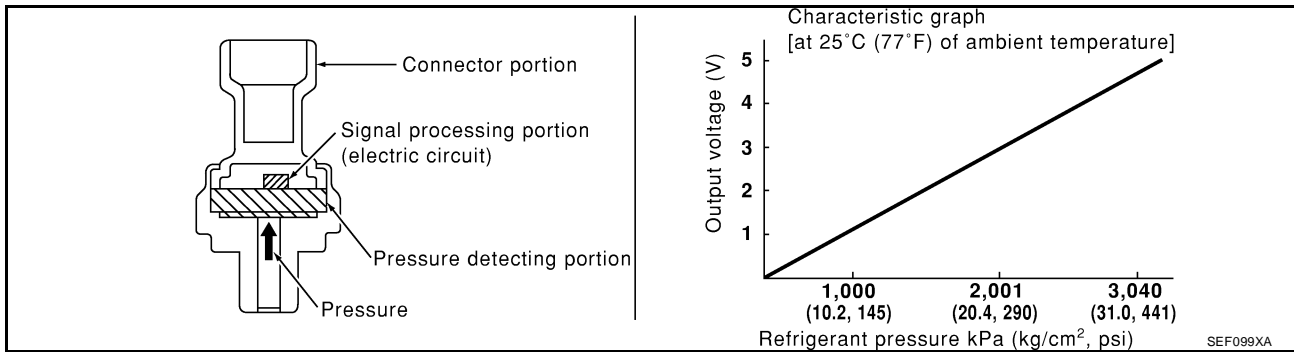 Connector portion
Signal processing portion
(electric circuit)
Pressure detecting portion
Pressure
Characteristic graph
[at 25°C (77°F) of ambient temperature]
Output voltage (V)
5
4
3
2
1
1,000 2,001 3,040
(10.2, 145) (20.4, 290) (31.0, 441)
Refrigerant pressure kPa (kg/cm², psi)
SEF099XA